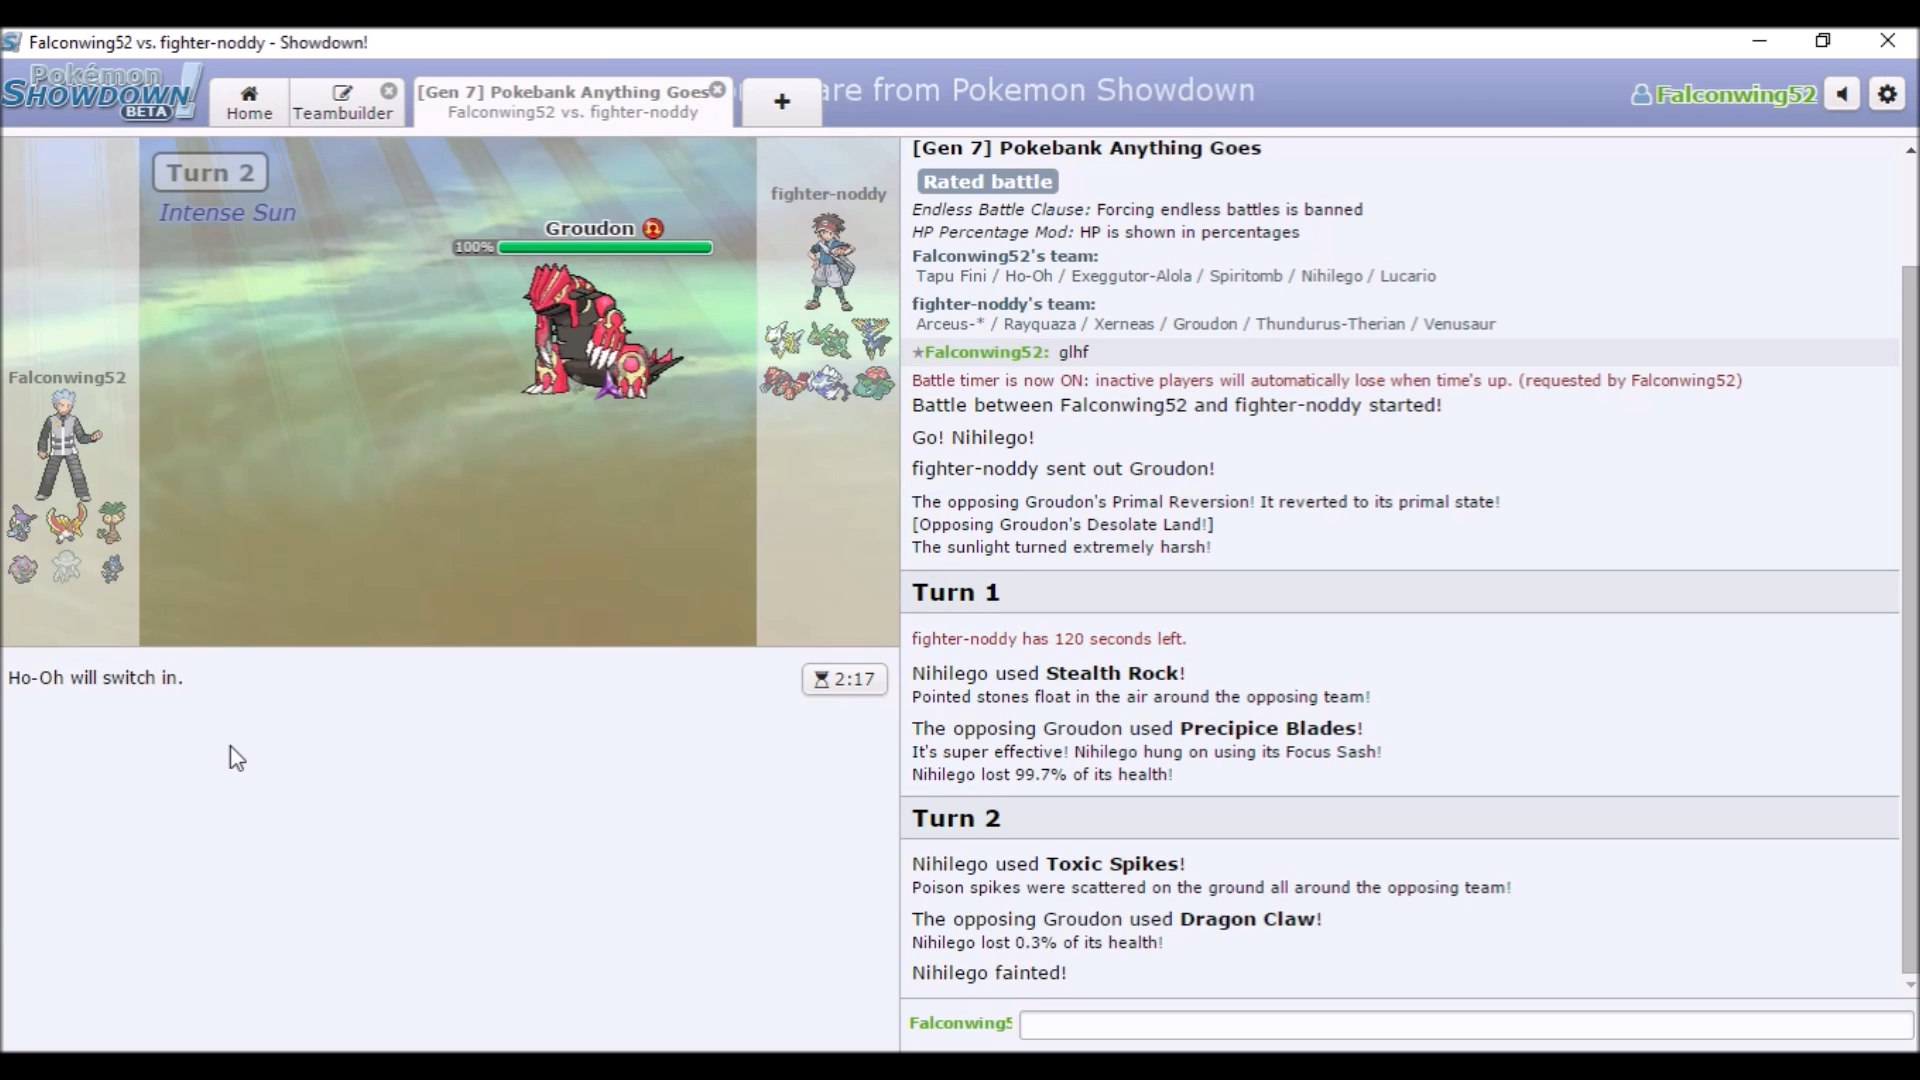 Falconwing52 vs. fighter-noddy - Showdown!
Pokémon
SHOWDOWN!
BETA
Home
Teambuilder
[Gen 7] Pokebank Anything Goes
Falconwing52 vs. fighter-noddy
+
are from Pokemon Showdown
Falconwing52
Turn 2
Intense Sun
Groudon
100%
fighter-noddy
Falconwing52
Ho-Oh will switch in.
2:17
[Gen 7] Pokebank Anything Goes
Rated battle
Endless Battle Clause: Forcing endless battles is banned
HP Percentage Mod: HP is shown in percentages
Falconwing52's team:
Tapu Fini / Ho-Oh / Exeggutor-Alola / Spiritomb / Nihilego / Lucario
fighter-noddy's team:
Arceus-* / Rayquaza / Xerneas / Groudon / Thundurus-Therian / Venusaur
★Falconwing52: glhf
Battle timer is now ON: inactive players will automatically lose when time's up. (requested by Falconwing52)
Battle between Falconwing52 and fighter-noddy started!
Go! Nihilego!
fighter-noddy sent out Groudon!
The opposing Groudon's Primal Reversion! It reverted to its primal state!
[Opposing Groudon's Desolate Land!]
The sunlight turned extremely harsh!
Turn 1
fighter-noddy has 120 seconds left.
Nihilego used Stealth Rock!
Pointed stones float in the air around the opposing team!
The opposing Groudon used Precipice Blades!
It's super effective! Nihilego hung on using its Focus Sash!
Nihilego lost 99.7% of its health!
Turn 2
Nihilego used Toxic Spikes!
Poison spikes were scattered on the ground all around the opposing team!
The opposing Groudon used Dragon Claw!
Nihilego lost 0.3% of its health!
Nihilego fainted!
Falconwing5